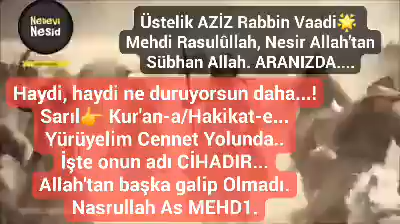 Nebevi
Nesid
Üstelik AZİZ Rabbin Vaadi🌟
Mehdi Rasulûllah, Nesir Allah'tan
Sübhan Allah. ARANIZDA....
Haydi, haydi ne duruyorsun daha...!
Sarıl👉 Kur'an-a/Hakikat-e...
Yürüyelim Cennet Yolunda..
İşte onun adı CİHADIR...
Allah'tan başka galip Olmadı.
Nasrullah As MEHD1.